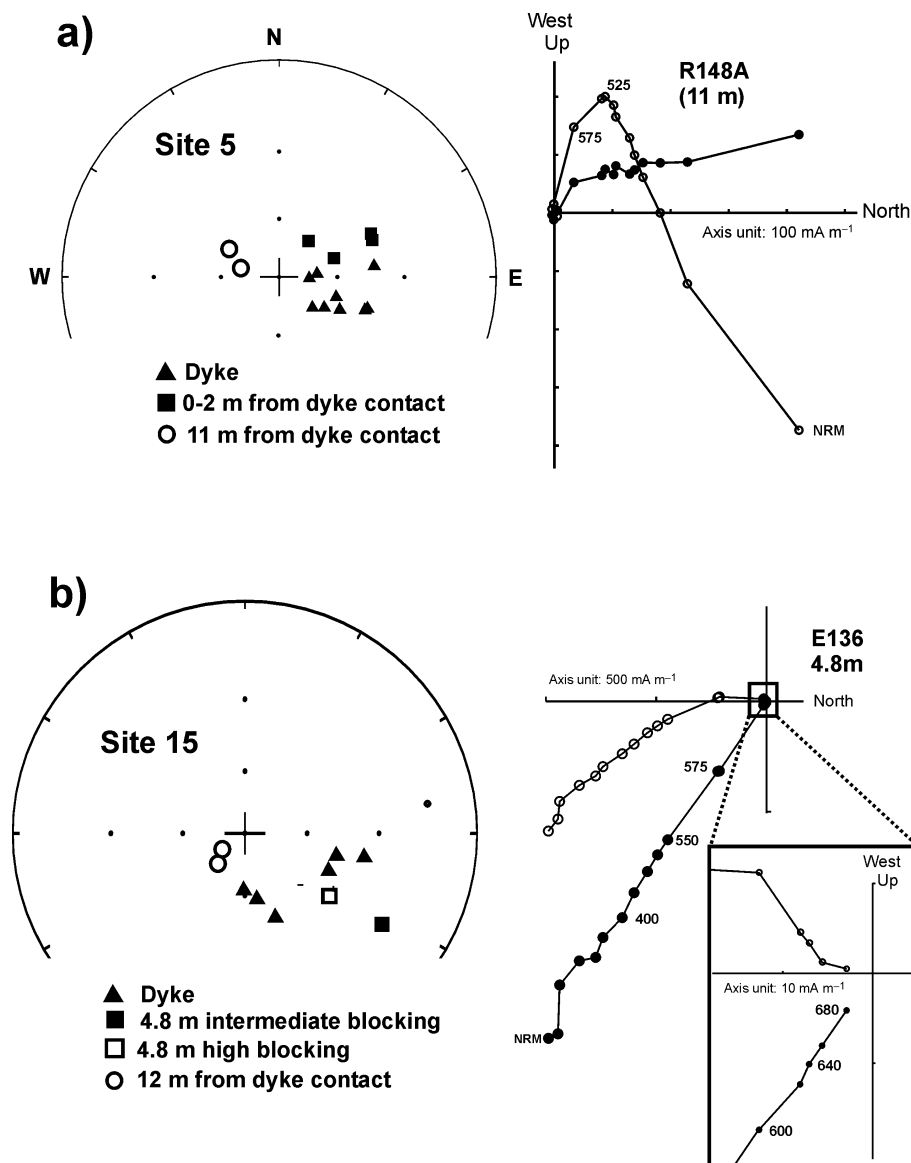 a)
N
Site 5
W
E
Dyke
0-2 m from dyke contact
11 m from dyke contact
West
Up
R148A
(11 m)
525
575
North
Axis unit: 100 mA m⁻¹
NRM
b)
Site 15
Dyke
4.8 m intermediate blocking
4.8 m high blocking
12 m from dyke contact
E136
4.8m
Axis unit: 500 mA m⁻¹
North
575
550
400
NRM
West
Up
Axis unit: 10 mA m⁻¹
680
640
600